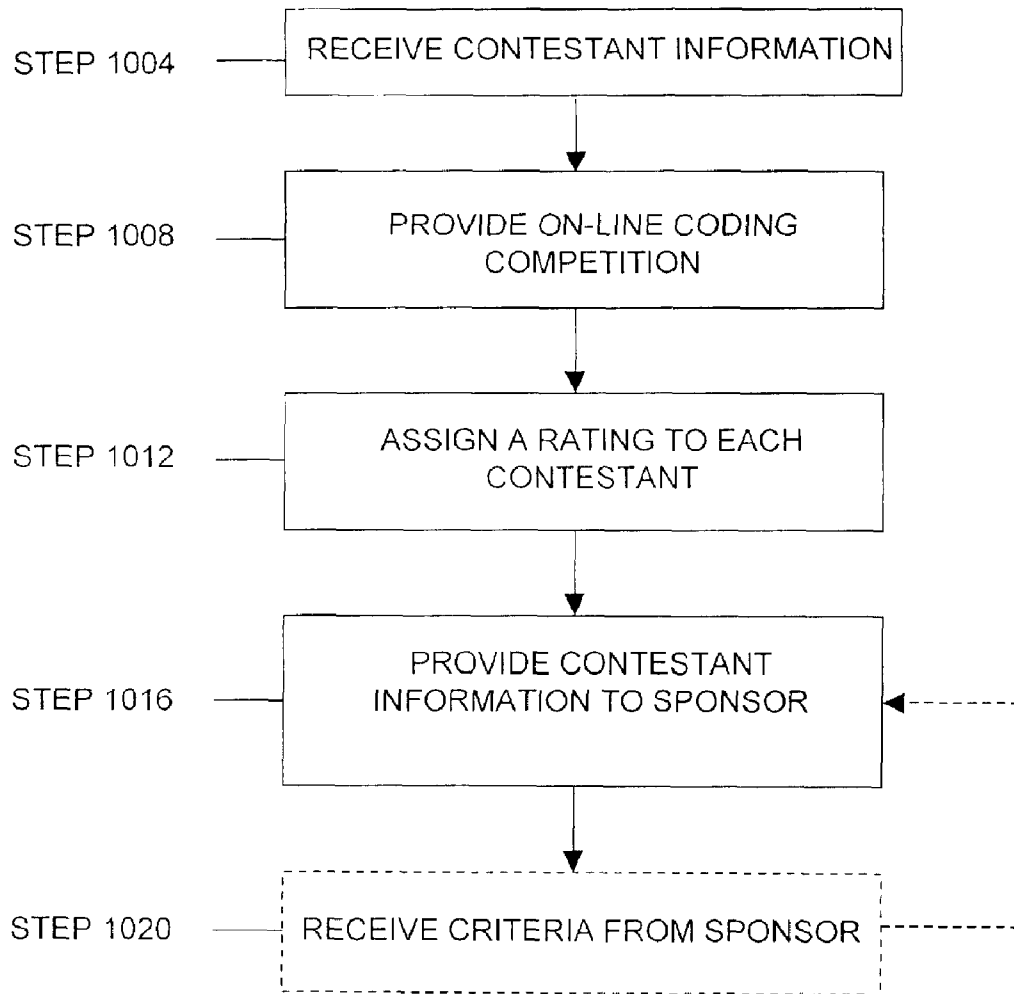 STEP 1004
RECEIVE CONTESTANT INFORMATION
STEP 1008
PROVIDE ON-LINE CODING
COMPETITION
STEP 1012
ASSIGN A RATING TO EACH
CONTESTANT
STEP 1016
PROVIDE CONTESTANT
INFORMATION TO SPONSOR
STEP 1020
RECEIVE CRITERIA FROM SPONSOR